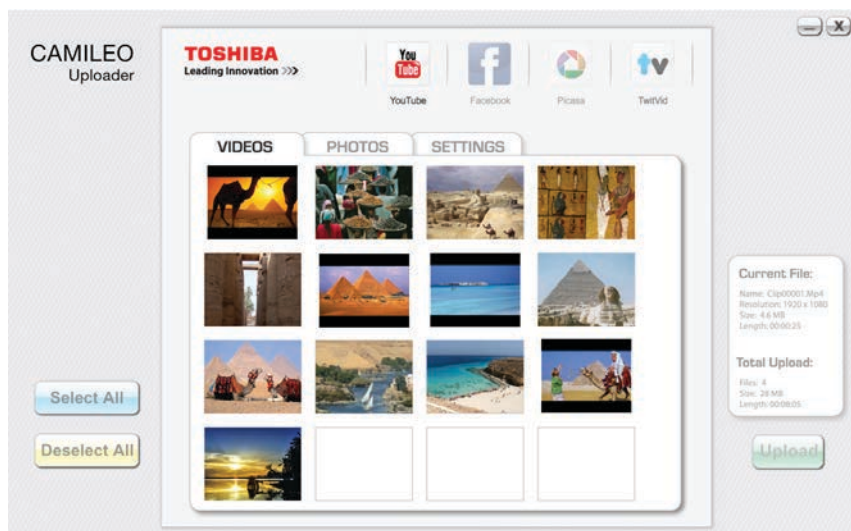 CAMILEO
Uploader
TOSHIBA
Leading Innovation >>>
You
Tube
YouTube
f
Facebook
Picasa
tv
TwitVid
VIDEOS
PHOTOS
SETTINGS
Select All
Deselect All
Current File:
Name: Clip00001.Mp4
Resolution: 1920 x 1080
Size: 4.6 MB
Length: 00:00:25
Total Upload:
Files: 4
Size: 28 MB
Length: 00:08:05
Upload